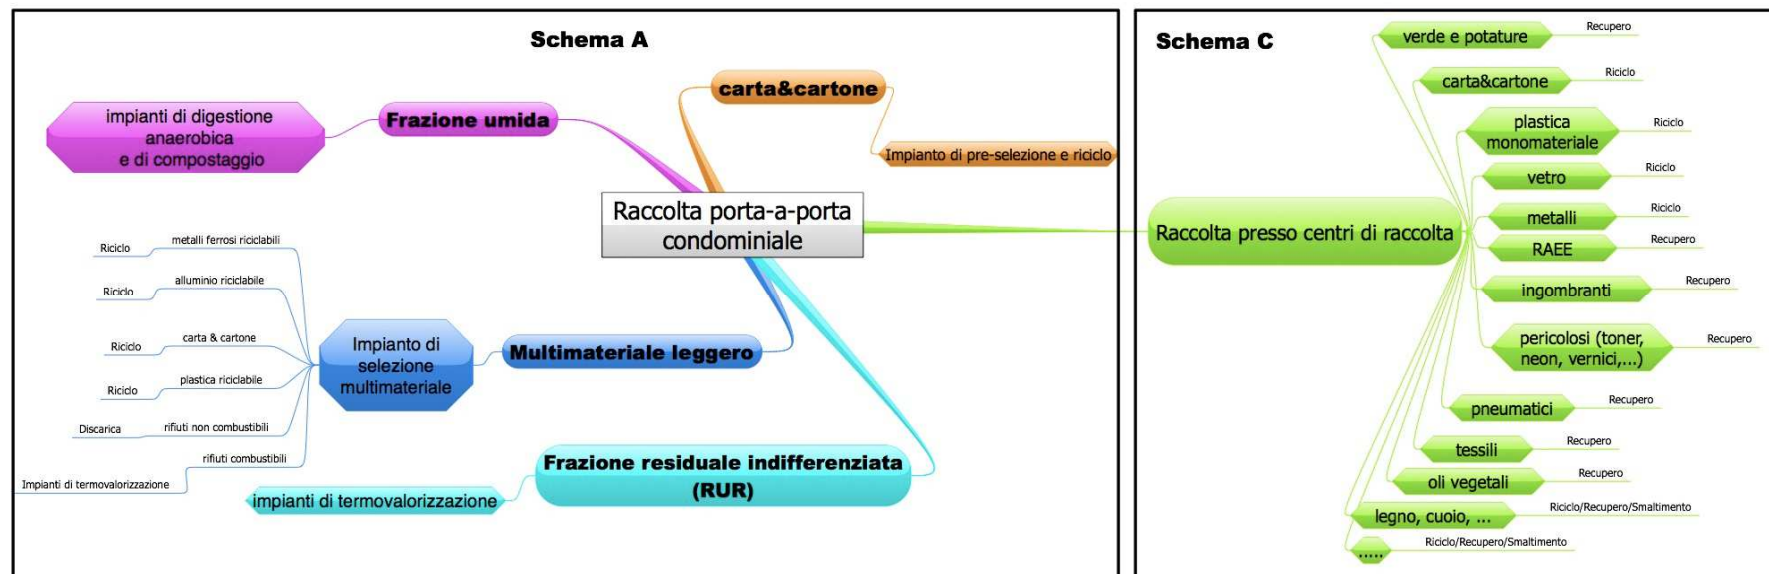 Schema A
carta&cartone
Impianto di pre-selezione e riciclo
Frazione umida
impianti di digestione
anaerobica
e di compostaggio
Raccolta porta-a-porta
condominiale
Multimateriale leggero
Impianto di
selezione
multimateriale
metalli ferrosi riciclabili
Riciclo
alluminio riciclabile
Riciclo
carta & cartone
Riciclo
plastica riciclabile
Riciclo
rifiuti non combustibili
Discarica
rifiuti combustibili
Impianti di termovalorizzazione
Frazione residuale indifferenziata
(RUR)
impianti di termovalorizzazione
Schema C
Raccolta presso centri di raccolta
verde e potature
Recupero
carta&cartone
Riciclo
plastica
monomateriale
Riciclo
vetro
Riciclo
metalli
Riciclo
RAEE
Recupero
ingombranti
Recupero
pericolosi (toner,
neon, vernici,...)
Recupero
pneumatici
Recupero
tessili
Recupero
oli vegetali
Recupero
legno, cuoio, ...
Riciclo/Recupero/Smaltimento
.....
Riciclo/Recupero/Smaltimento